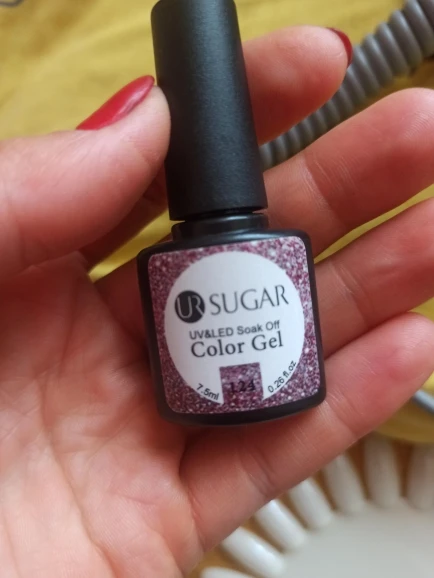 UR SUGAR
UV&LED Soak Off
Color Gel
7.5ml
124
0.26 fl.oz